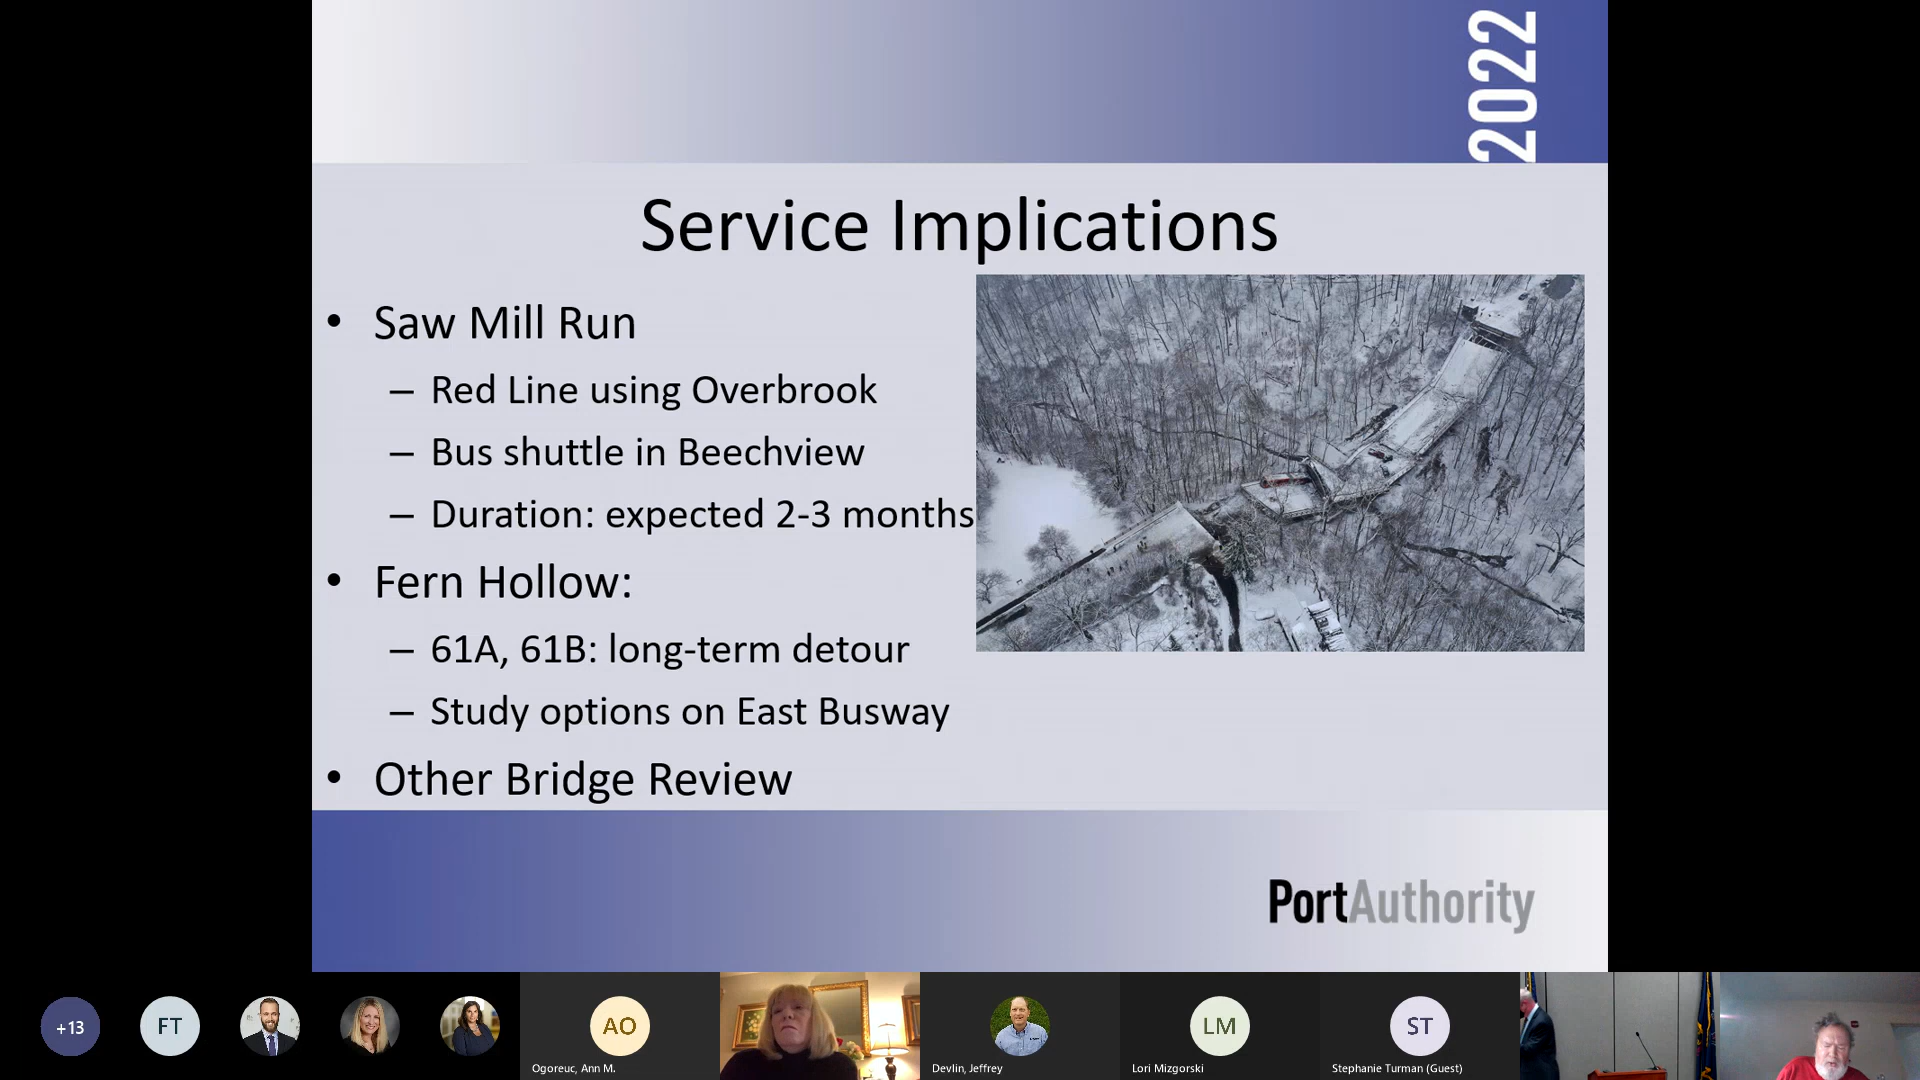 2022
Service Implications
• Saw Mill Run
– Red Line using Overbrook
– Bus shuttle in Beechview
– Duration: expected 2-3 months
• Fern Hollow:
– 61A, 61B: long-term detour
– Study options on East Busway
• Other Bridge Review
PortAuthority
+13
FT
AO
LM
ST
Ogoreuc, Ann M.
Devlin, Jeffrey
Lori Mizgorski
Stephanie Turman (Guest)